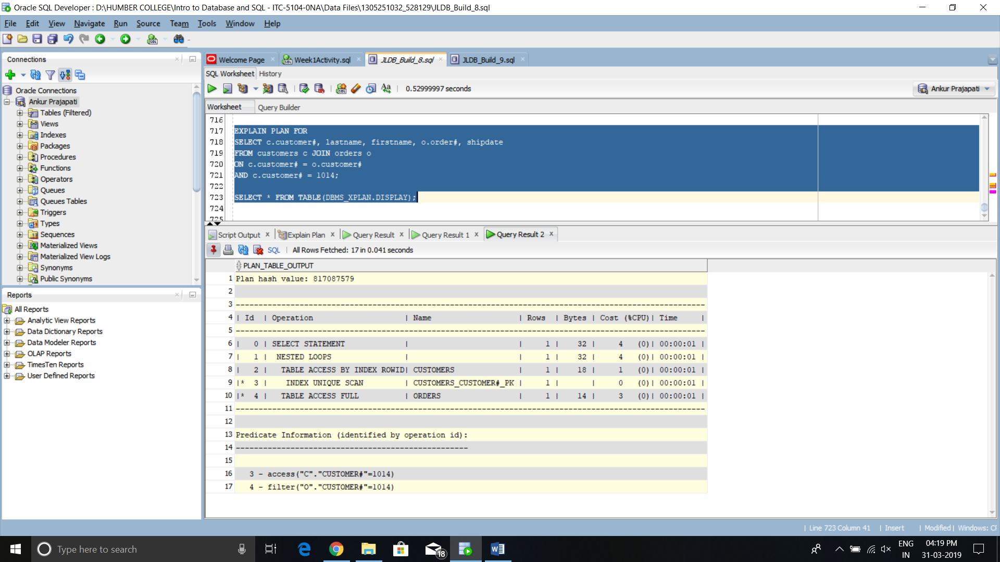 Oracle SQL Developer : D:\HUMBER COLLEGE\Intro to Database and SQL - ITC-5104-0NA\Data Files\1305251032_528129\JLDB_Build_8.sql
File Edit View Navigate Run Source Team Tools Window Help
Connections
Oracle Connections
Ankur Prajapati
Tables (Filtered)
Views
Indexes
Packages
Procedures
Functions
Operators
Queues
Queues Tables
Triggers
Types
Sequences
Materialized Views
Materialized View Logs
Synonyms
Public Synonyms
Reports
All Reports
Analytic View Reports
Data Dictionary Reports
Data Modeler Reports
OLAP Reports
TimesTen Reports
User Defined Reports
Welcome Page Week1Activity.sql JLDB_Build_8.sql JLDB_Build_9.sql
SQL Worksheet History
0.52999997 seconds
Ankur Prajapati
Worksheet Query Builder
716
717 EXPLAIN PLAN FOR
718 SELECT c.customer#, lastname, firstname, o.order#, shipdate
719 FROM customers c JOIN orders o
720 ON c.customer# = o.customer#
721 AND c.customer# = 1014;
722
723 SELECT * FROM TABLE(DBMS_XPLAN.DISPLAY);
724
725
Script Output Explain Plan Query Result Query Result 1 Query Result 2
SQL | All Rows Fetched: 17 in 0.041 seconds
PLAN_TABLE_OUTPUT
1 Plan hash value: 817087579
2
3 -------------------------------------------------------------------------------------------------------
4 | Id | Operation | Name | Rows | Bytes | Cost (%CPU)| Time |
5 -------------------------------------------------------------------------------------------------------
6 | 0 | SELECT STATEMENT | | 1 | 32 | 4 (0)| 00:00:01 |
7 | 1 | NESTED LOOPS | | 1 | 32 | 4 (0)| 00:00:01 |
8 | 2 | TABLE ACCESS BY INDEX ROWID| CUSTOMERS | 1 | 18 | 1 (0)| 00:00:01 |
9 |* 3 | INDEX UNIQUE SCAN | CUSTOMERS_CUSTOMER#_PK | 1 | | 0 (0)| 00:00:01 |
10 |* 4 | TABLE ACCESS FULL | ORDERS | 1 | 14 | 3 (0)| 00:00:01 |
11 -------------------------------------------------------------------------------------------------------
12
13 Predicate Information (identified by operation id):
14 ---------------------------------------------------
15
16 3 - access("C"."CUSTOMER#"=1014)
17 4 - filter("O"."CUSTOMER#"=1014)
| Line 723 Column 41 | Insert | Modified | Windows: CF
Type here to search
18
ENG
IN
04:19 PM
31-03-2019